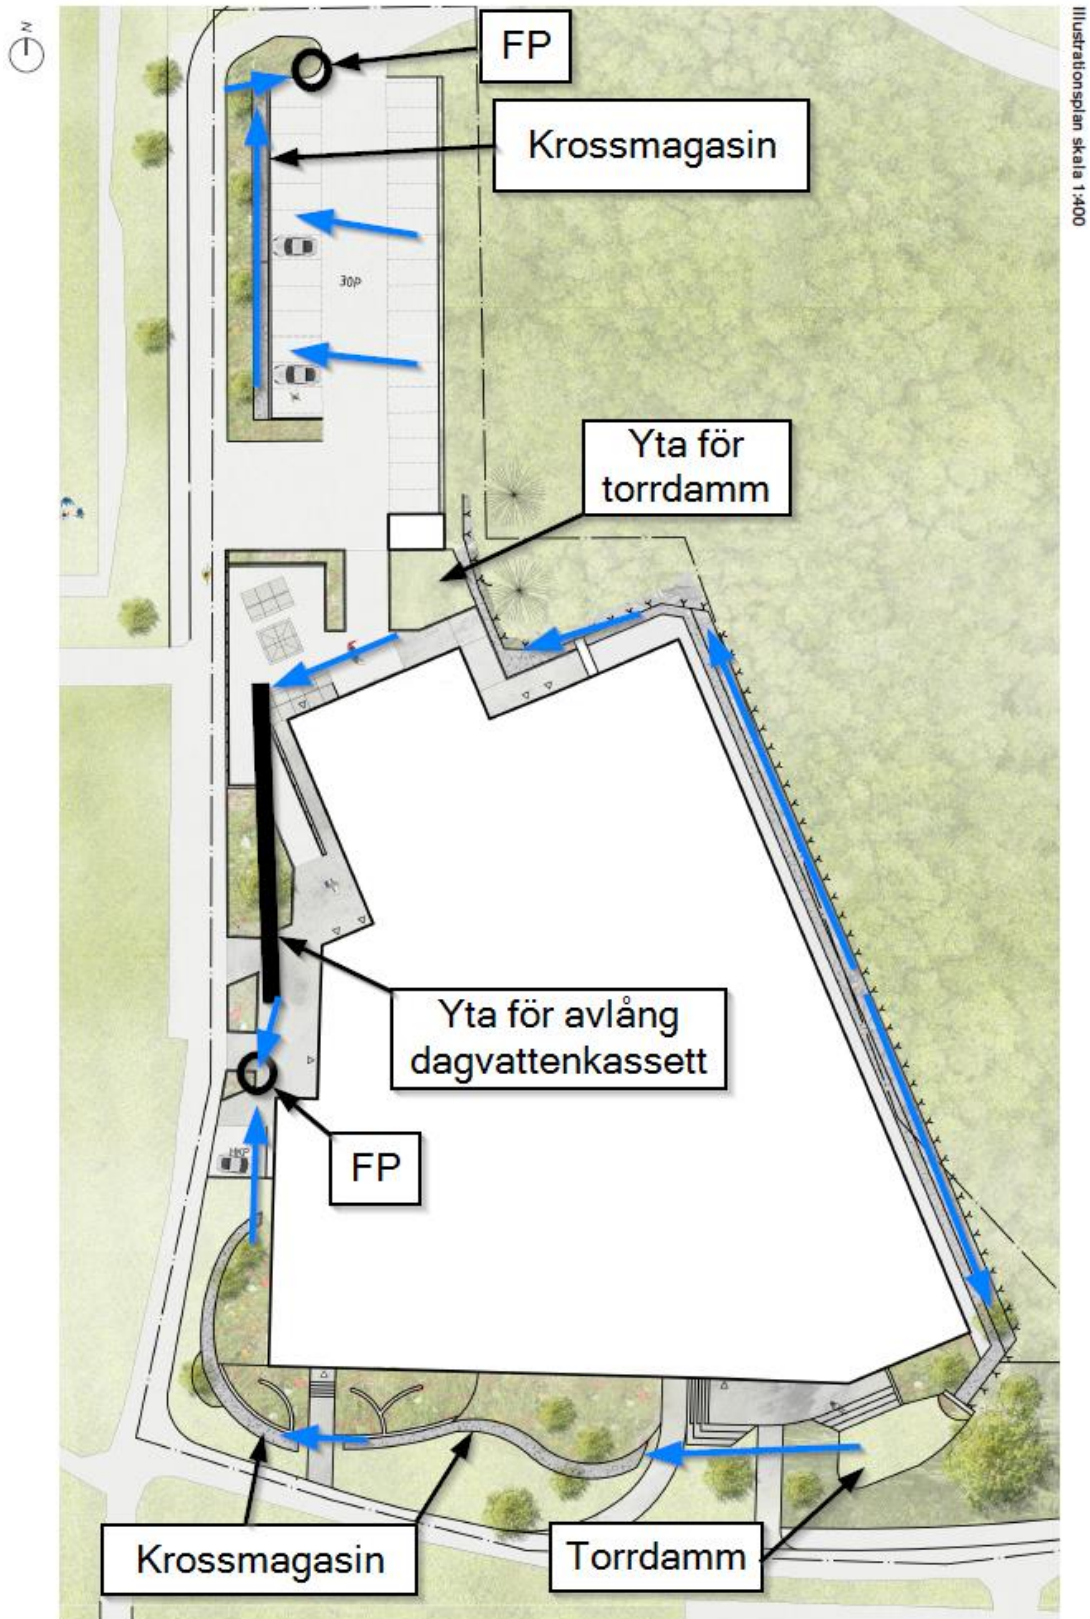 N
Illustrationsplan skala 1:400
FP
Krossmagasin
30P
Yta för
torrdamm
Yta för avlång
dagvattenkassett
HKP
FP
Krossmagasin
Torrdamm